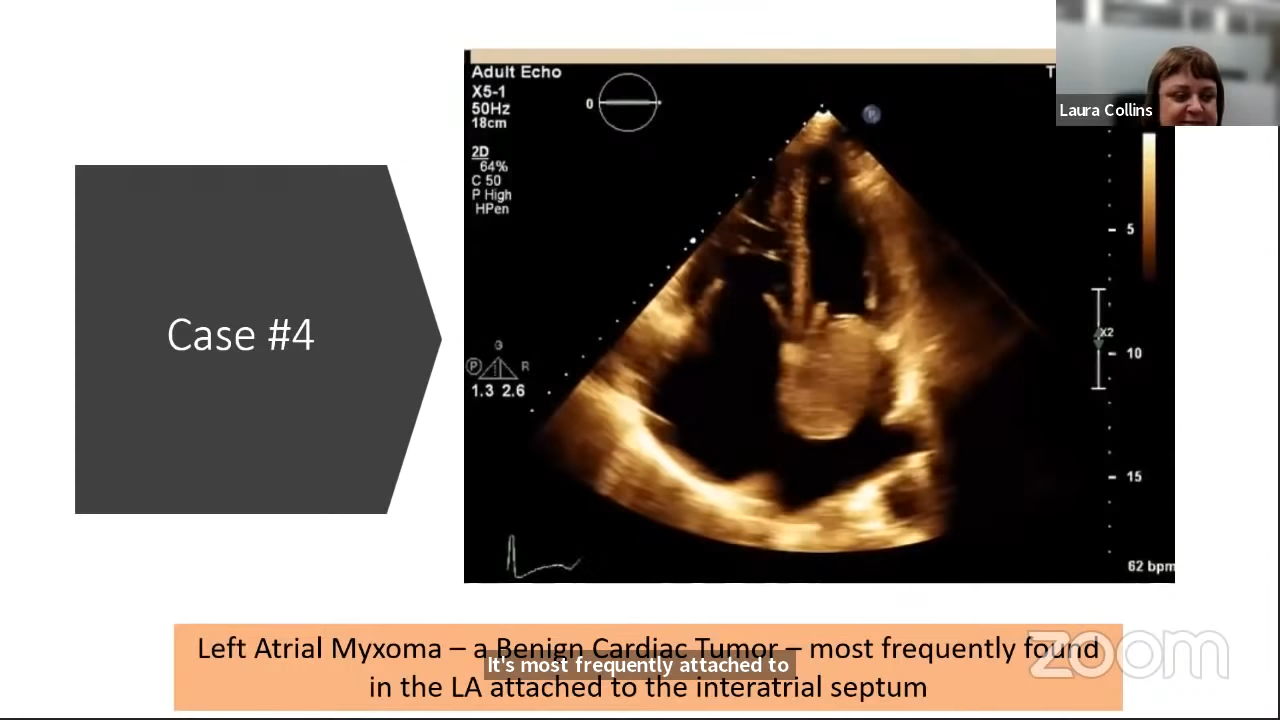 Adult Echo
X5-1
50Hz
18cm
0
2D
64%
C 50
P High
HPen
P
T
Laura Collins
5
X2
10
15
G
P R
1.3 2.6
62 bpm
Case #4
Left Atrial Myxoma – a Benign Cardiac Tumor – most frequently found
in the LA attached to the interatrial septum
It's most frequently attached to
zoom